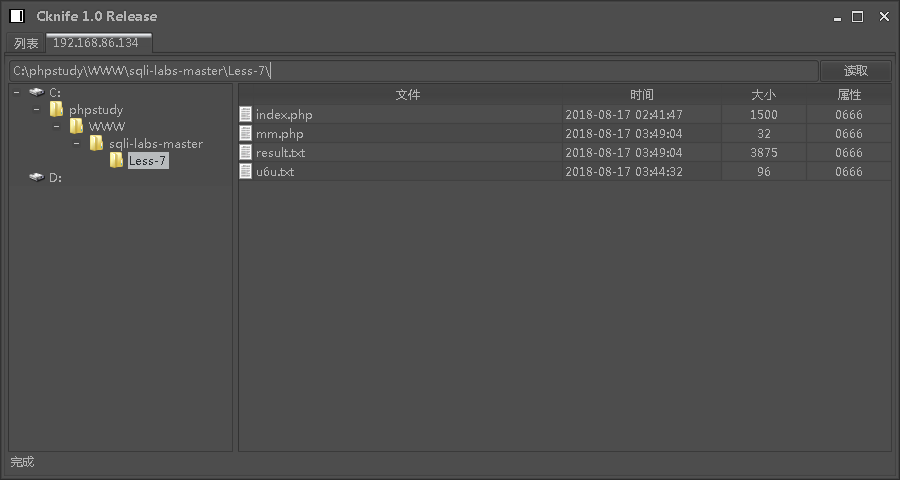 Cknife 1.0 Release
列表 192.168.86.134
C:\phpstudy\WWW\sqli-labs-master\Less-7\ 读取
C:
phpstudy
WWW
sqli-labs-master
Less-7
D:
文件 时间 大小 属性
index.php 2018-08-17 02:41:47 1500 0666
mm.php 2018-08-17 03:49:04 32 0666
result.txt 2018-08-17 03:49:04 3875 0666
u6u.txt 2018-08-17 03:44:32 96 0666
完成